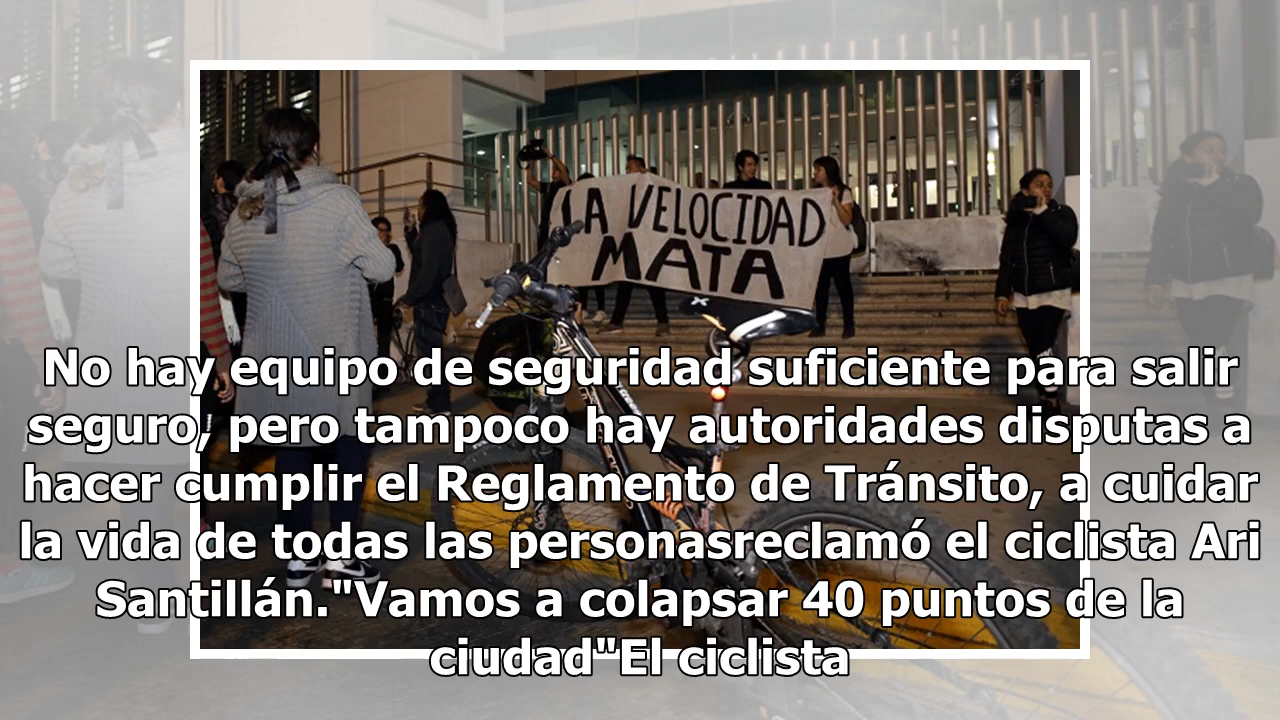 LA VELOCIDAD
MATA
No hay equipo de seguridad suficiente para salir
seguro, pero tampoco hay autoridades disputas a
hacer cumplir el Reglamento de Tránsito, a cuidar
la vida de todas las personasreclamó el ciclista Ari
Santillán."Vamos a colapsar 40 puntos de la
ciudad"El ciclista